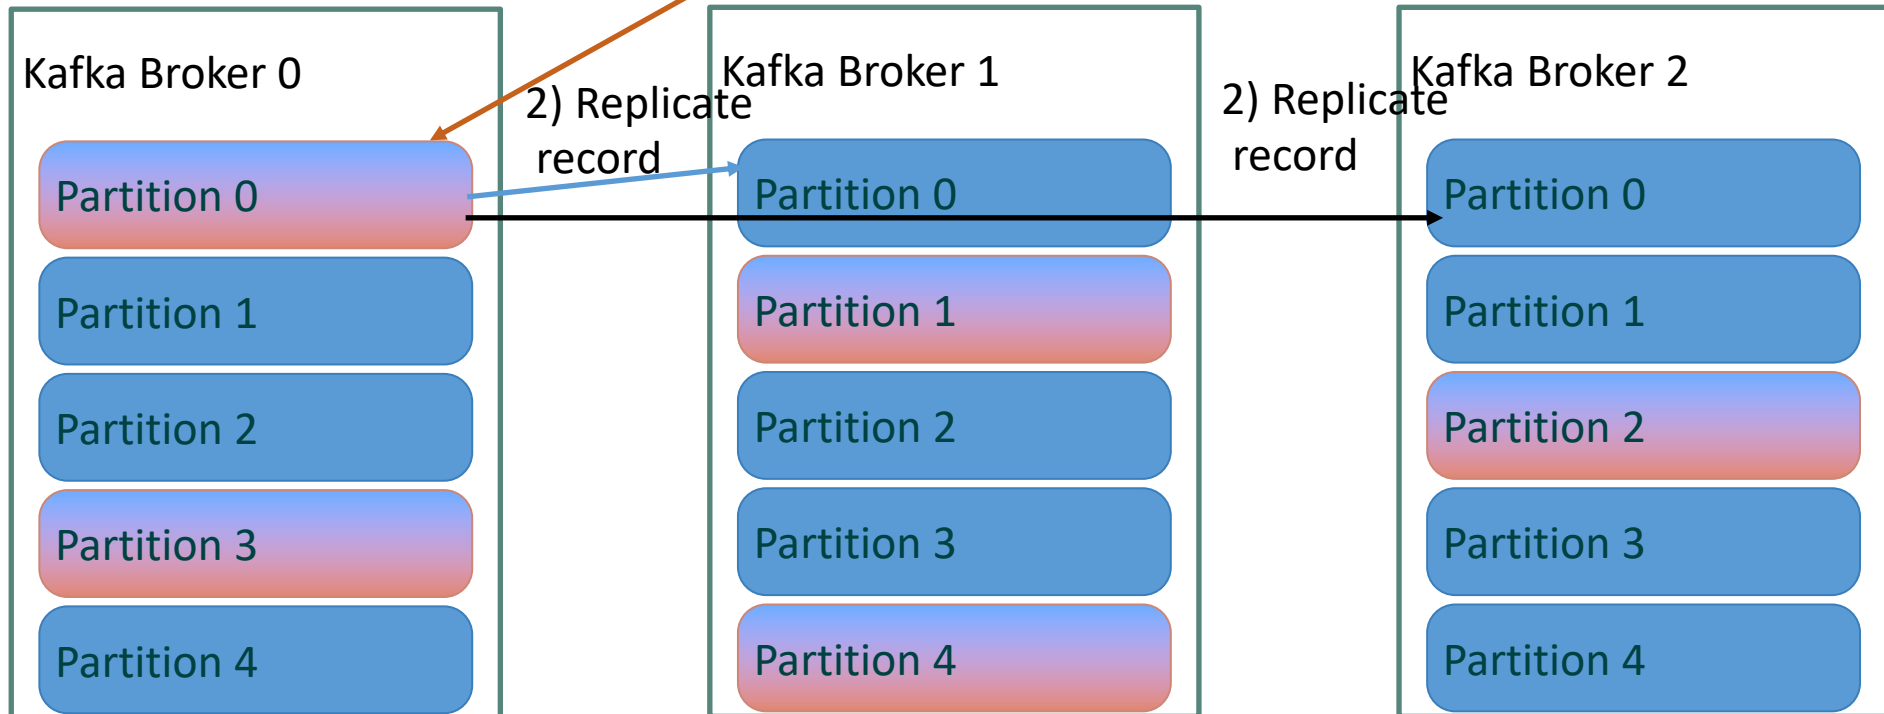 Kafka Broker 0
Partition 0
Partition 1
Partition 2
Partition 3
Partition 4
2) Replicate
record
Kafka Broker 1
Partition 0
Partition 1
Partition 2
Partition 3
Partition 4
2) Replicate
record
Kafka Broker 2
Partition 0
Partition 1
Partition 2
Partition 3
Partition 4